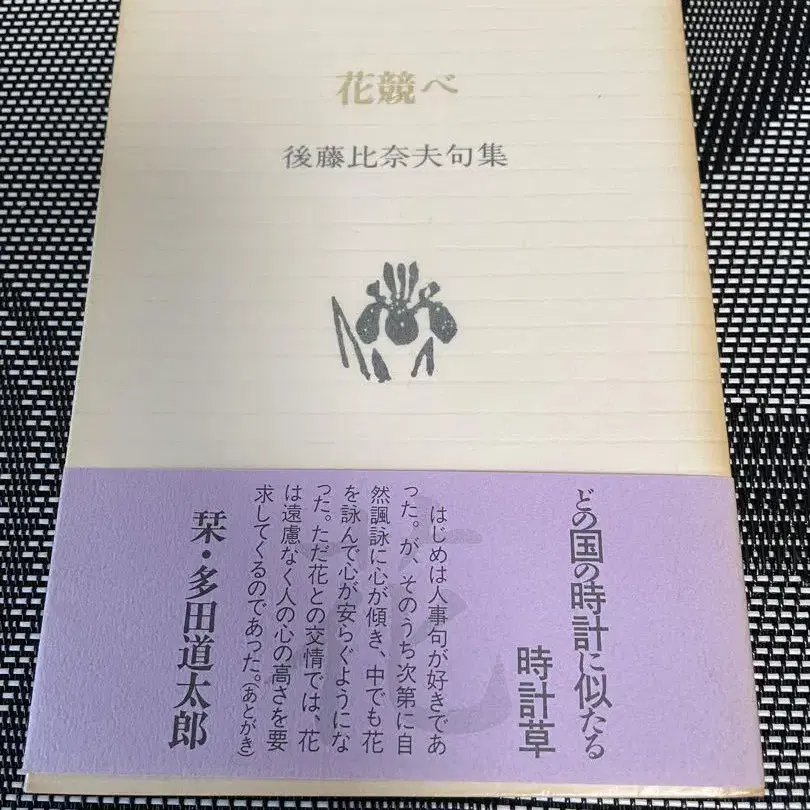 花競べ
後藤比奈夫句集
どの国の時計に似たる
時計草
はじめは人事句が好きであ
った。が、そのうち次第に自
然諷詠に心が傾き、中でも花
を詠んで心が安らぐようにな
った。ただ花との交情では、花
は遠慮なく人の心の高さを要
求してくるのであった。(あとがき)
栞・多田道太郎
花